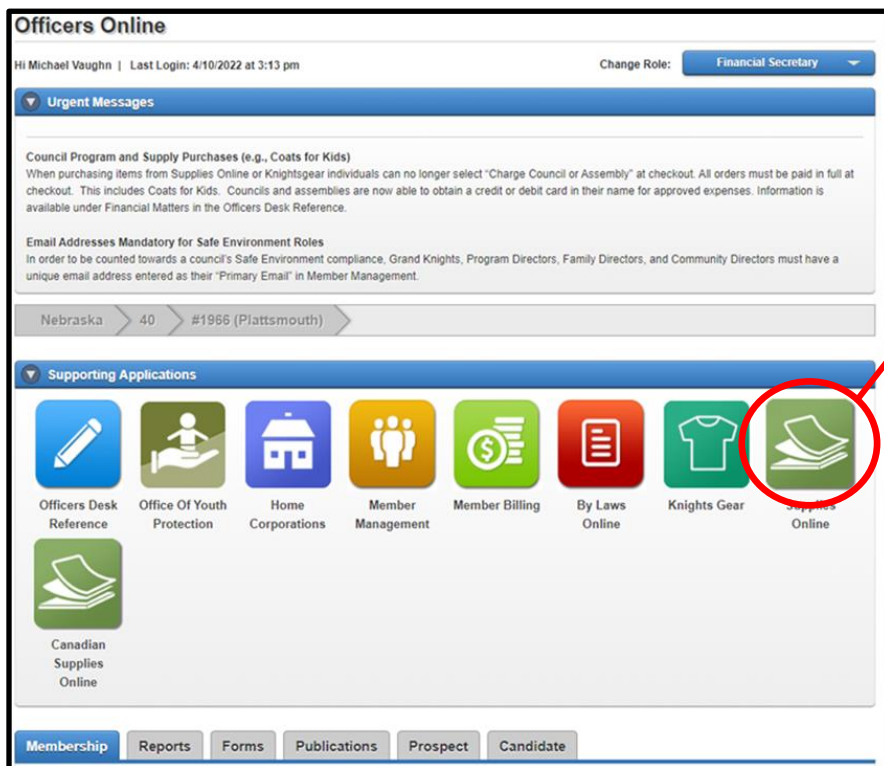 Officers Online
Hi Michael Vaughn | Last Login: 4/10/2022 at 3:13 pm
Change Role: Financial Secretary
Urgent Messages
Council Program and Supply Purchases (e.g., Coats for Kids)
When purchasing items from Supplies Online or Knightsgear individuals can no longer select "Charge Council or Assembly" at checkout. All orders must be paid in full at
checkout. This includes Coats for Kids. Councils and assemblies are now able to obtain a credit or debit card in their name for approved expenses. Information is
available under Financial Matters in the Officers Desk Reference.
Email Addresses Mandatory for Safe Environment Roles
In order to be counted towards a council's Safe Environment compliance, Grand Knights, Program Directors, Family Directors, and Community Directors must have a
unique email address entered as their "Primary Email" in Member Management.
Nebraska 40 #1966 (Plattsmouth)
Supporting Applications
Officers Desk
Reference
Office Of Youth
Protection
Home
Corporations
Member
Management
Member Billing
By Laws
Online
Knights Gear
Supplies
Online
Canadian
Supplies
Online
Membership Reports Forms Publications Prospect Candidate